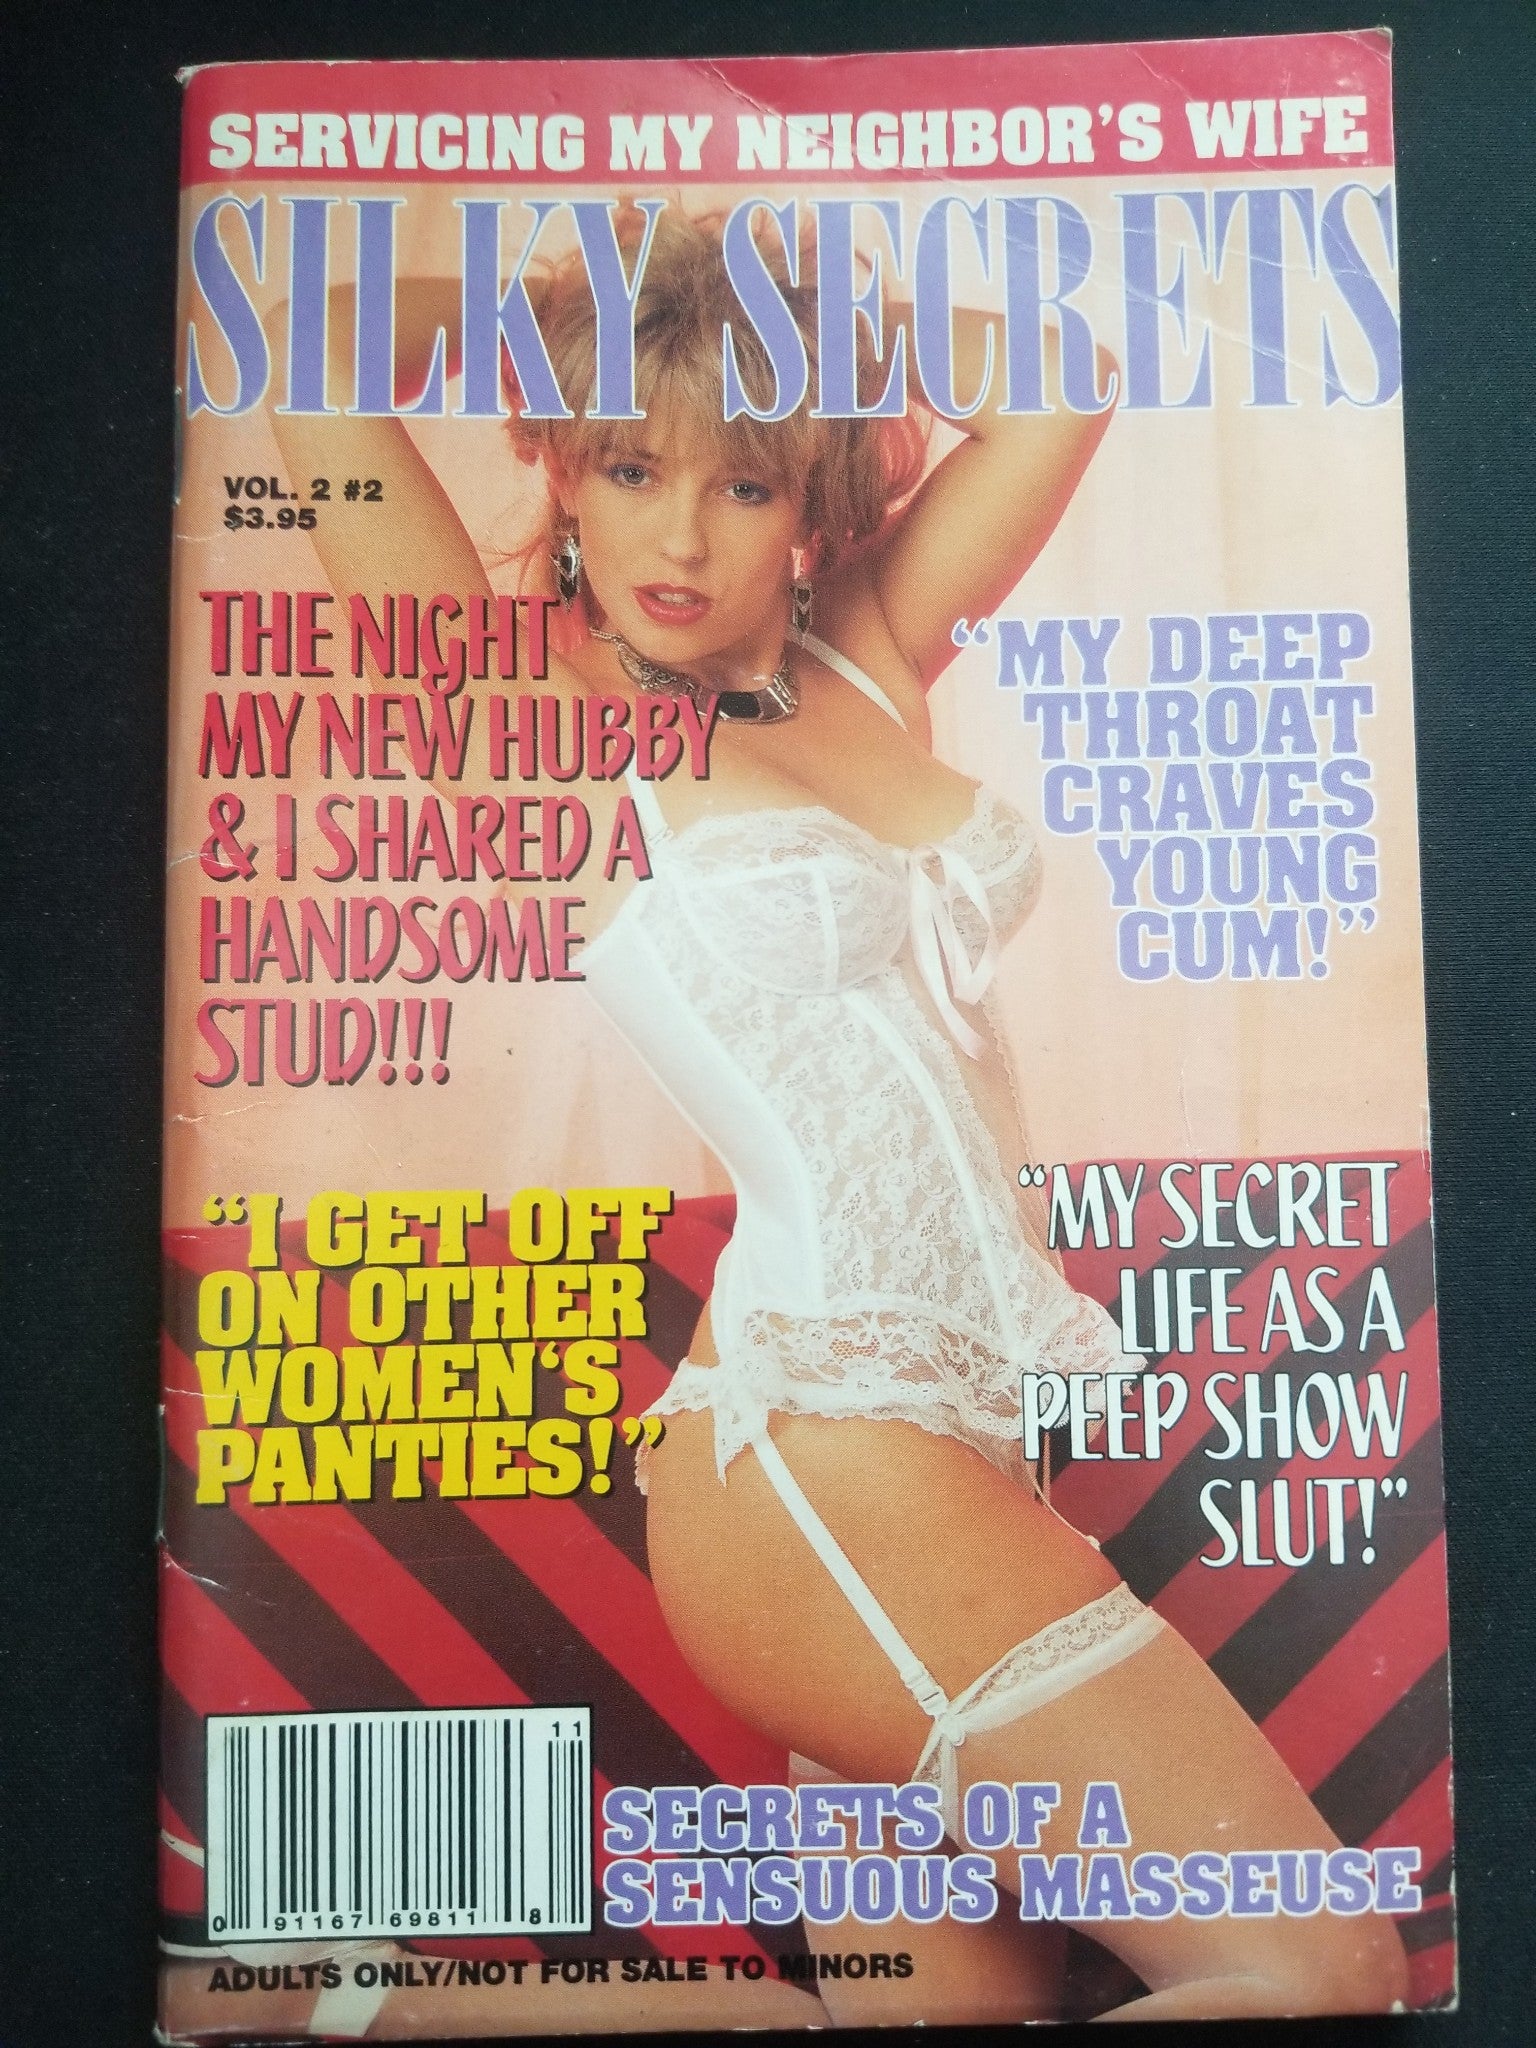 SERVICING MY NEIGHBOR'S WIFE
SILKY SECRETS
VOL. 2 #2
$3.95
THE NIGHT
MY NEW HUBBY
& I SHARED A
HANDSOME
STUD!!!
"MY DEEP
THROAT
CRAVES
YOUNG
CUM!"
"I GET OFF
ON OTHER
WOMEN'S
PANTIES!"
"MY SECRET
LIFE AS A
PEEP SHOW
SLUT!"
11
0 91167 69811 8
SECRETS OF A
SENSUOUS MASSEUSE
ADULTS ONLY/NOT FOR SALE TO MINORS